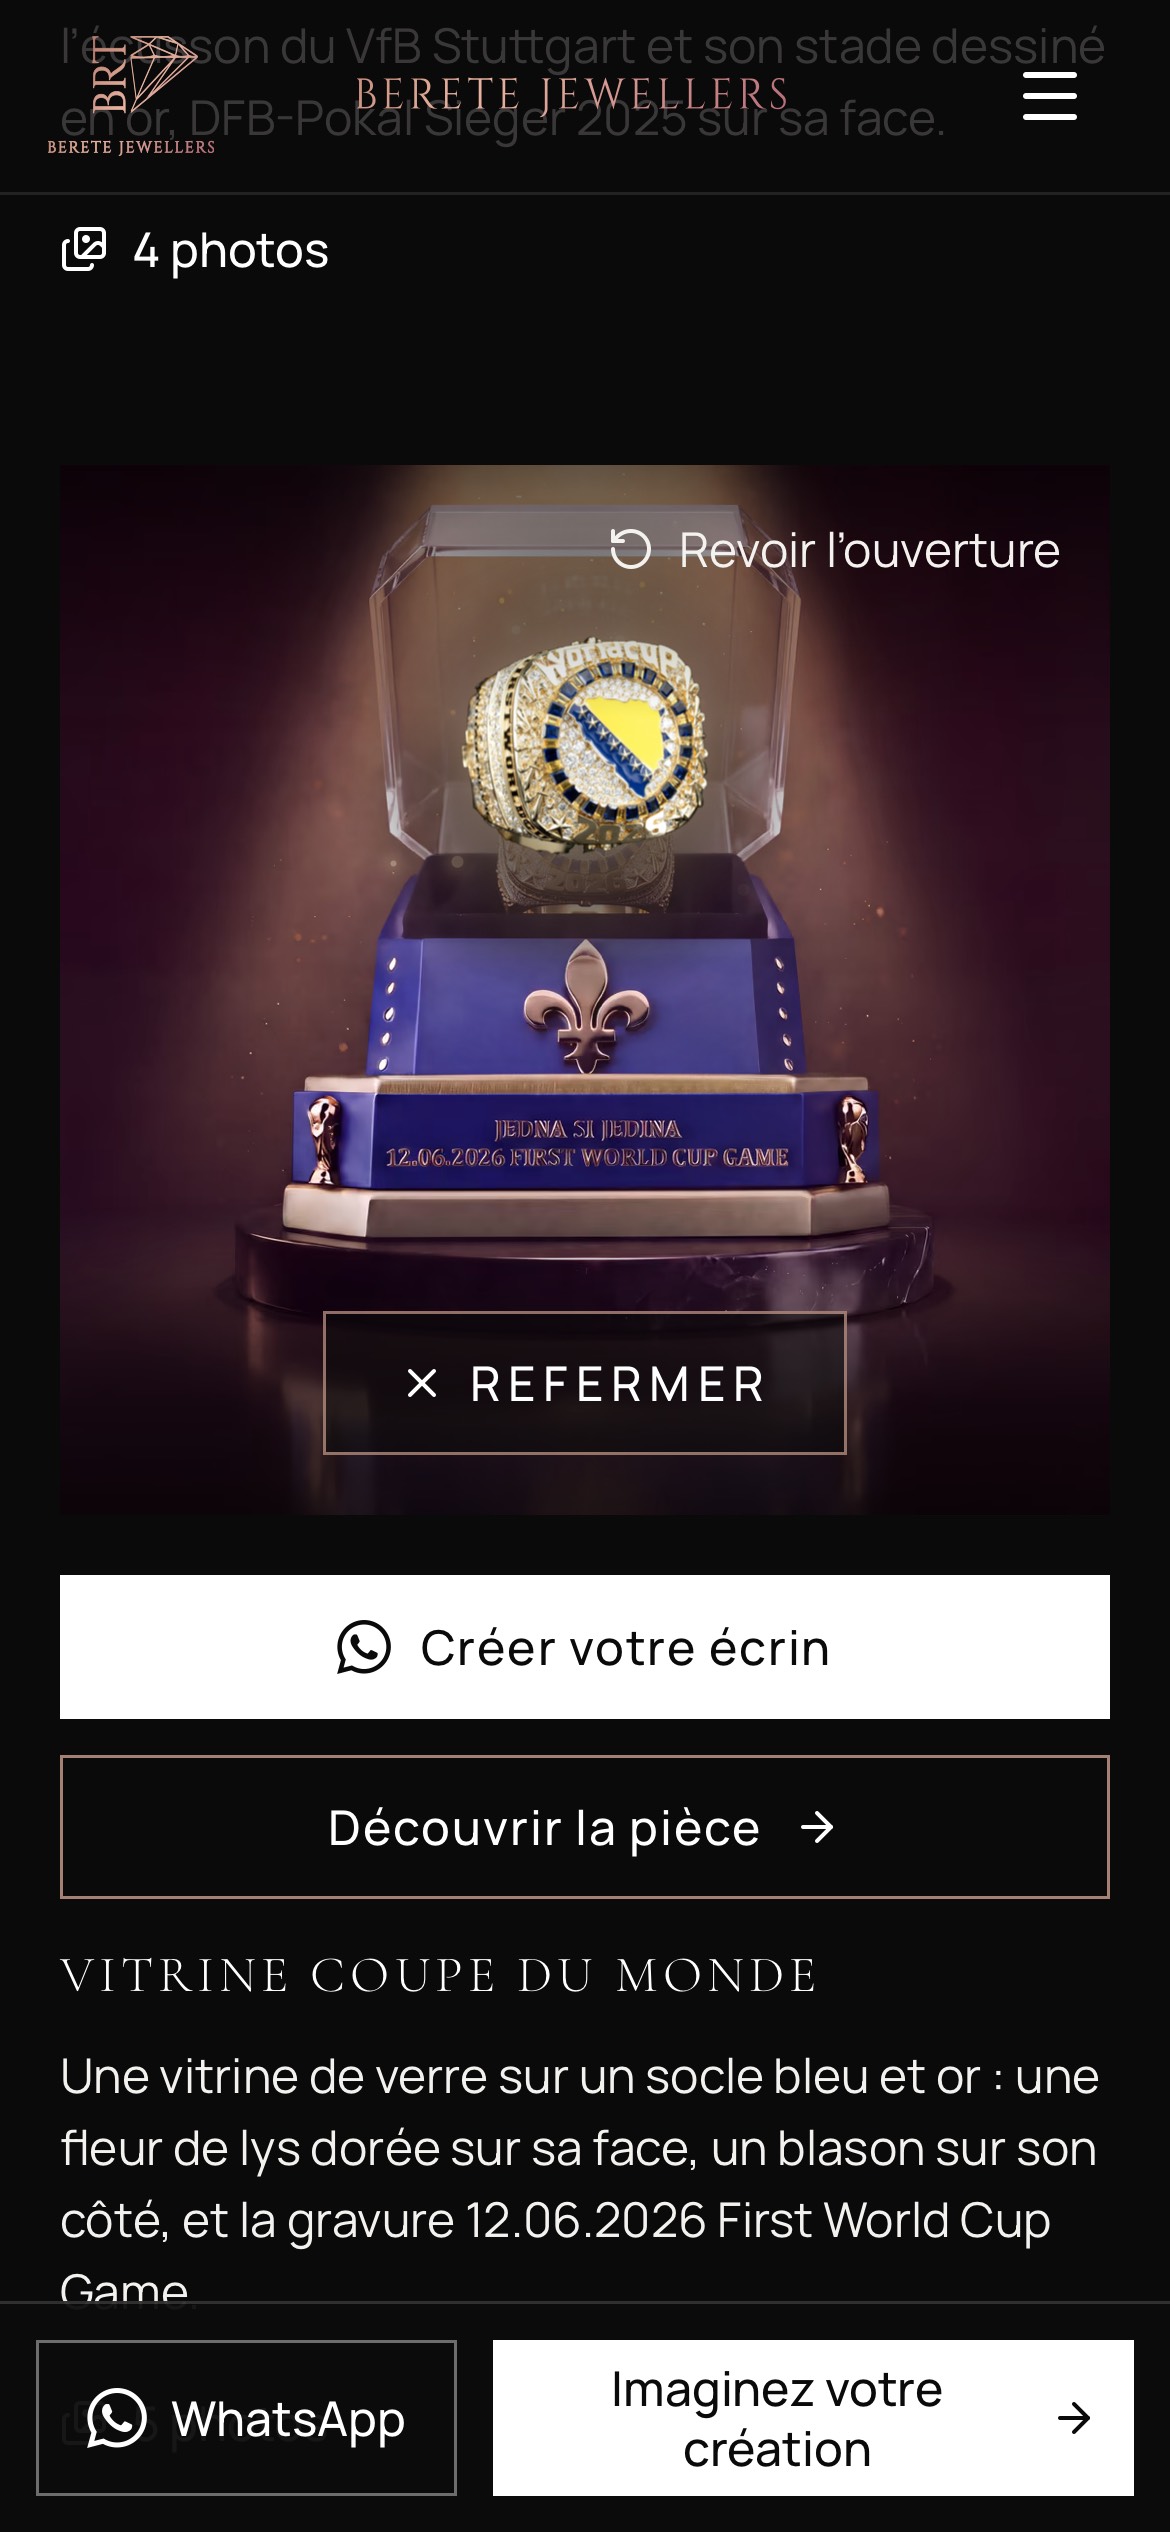 l'écusson du VfB Stuttgart et son stade dessiné
BRT
BERETE JEWELLERS
en or, DFB-Pokal Sieger 2025 sur sa face.
BERETE JEWELLERS
4 photos
Revoir l'ouverture
Worldcup
2026
JEDNA SI JEDINA
12.06.2026 FIRST WORLD CUP GAME
REFERMER
Créer votre écrin
Découvrir la pièce
VITRINE COUPE DU MONDE
Une vitrine de verre sur un socle bleu et or : une
fleur de lys dorée sur sa face, un blason sur son
côté, et la gravure 12.06.2026 First World Cup
Game.
WhatsApp
Imaginez votre
création